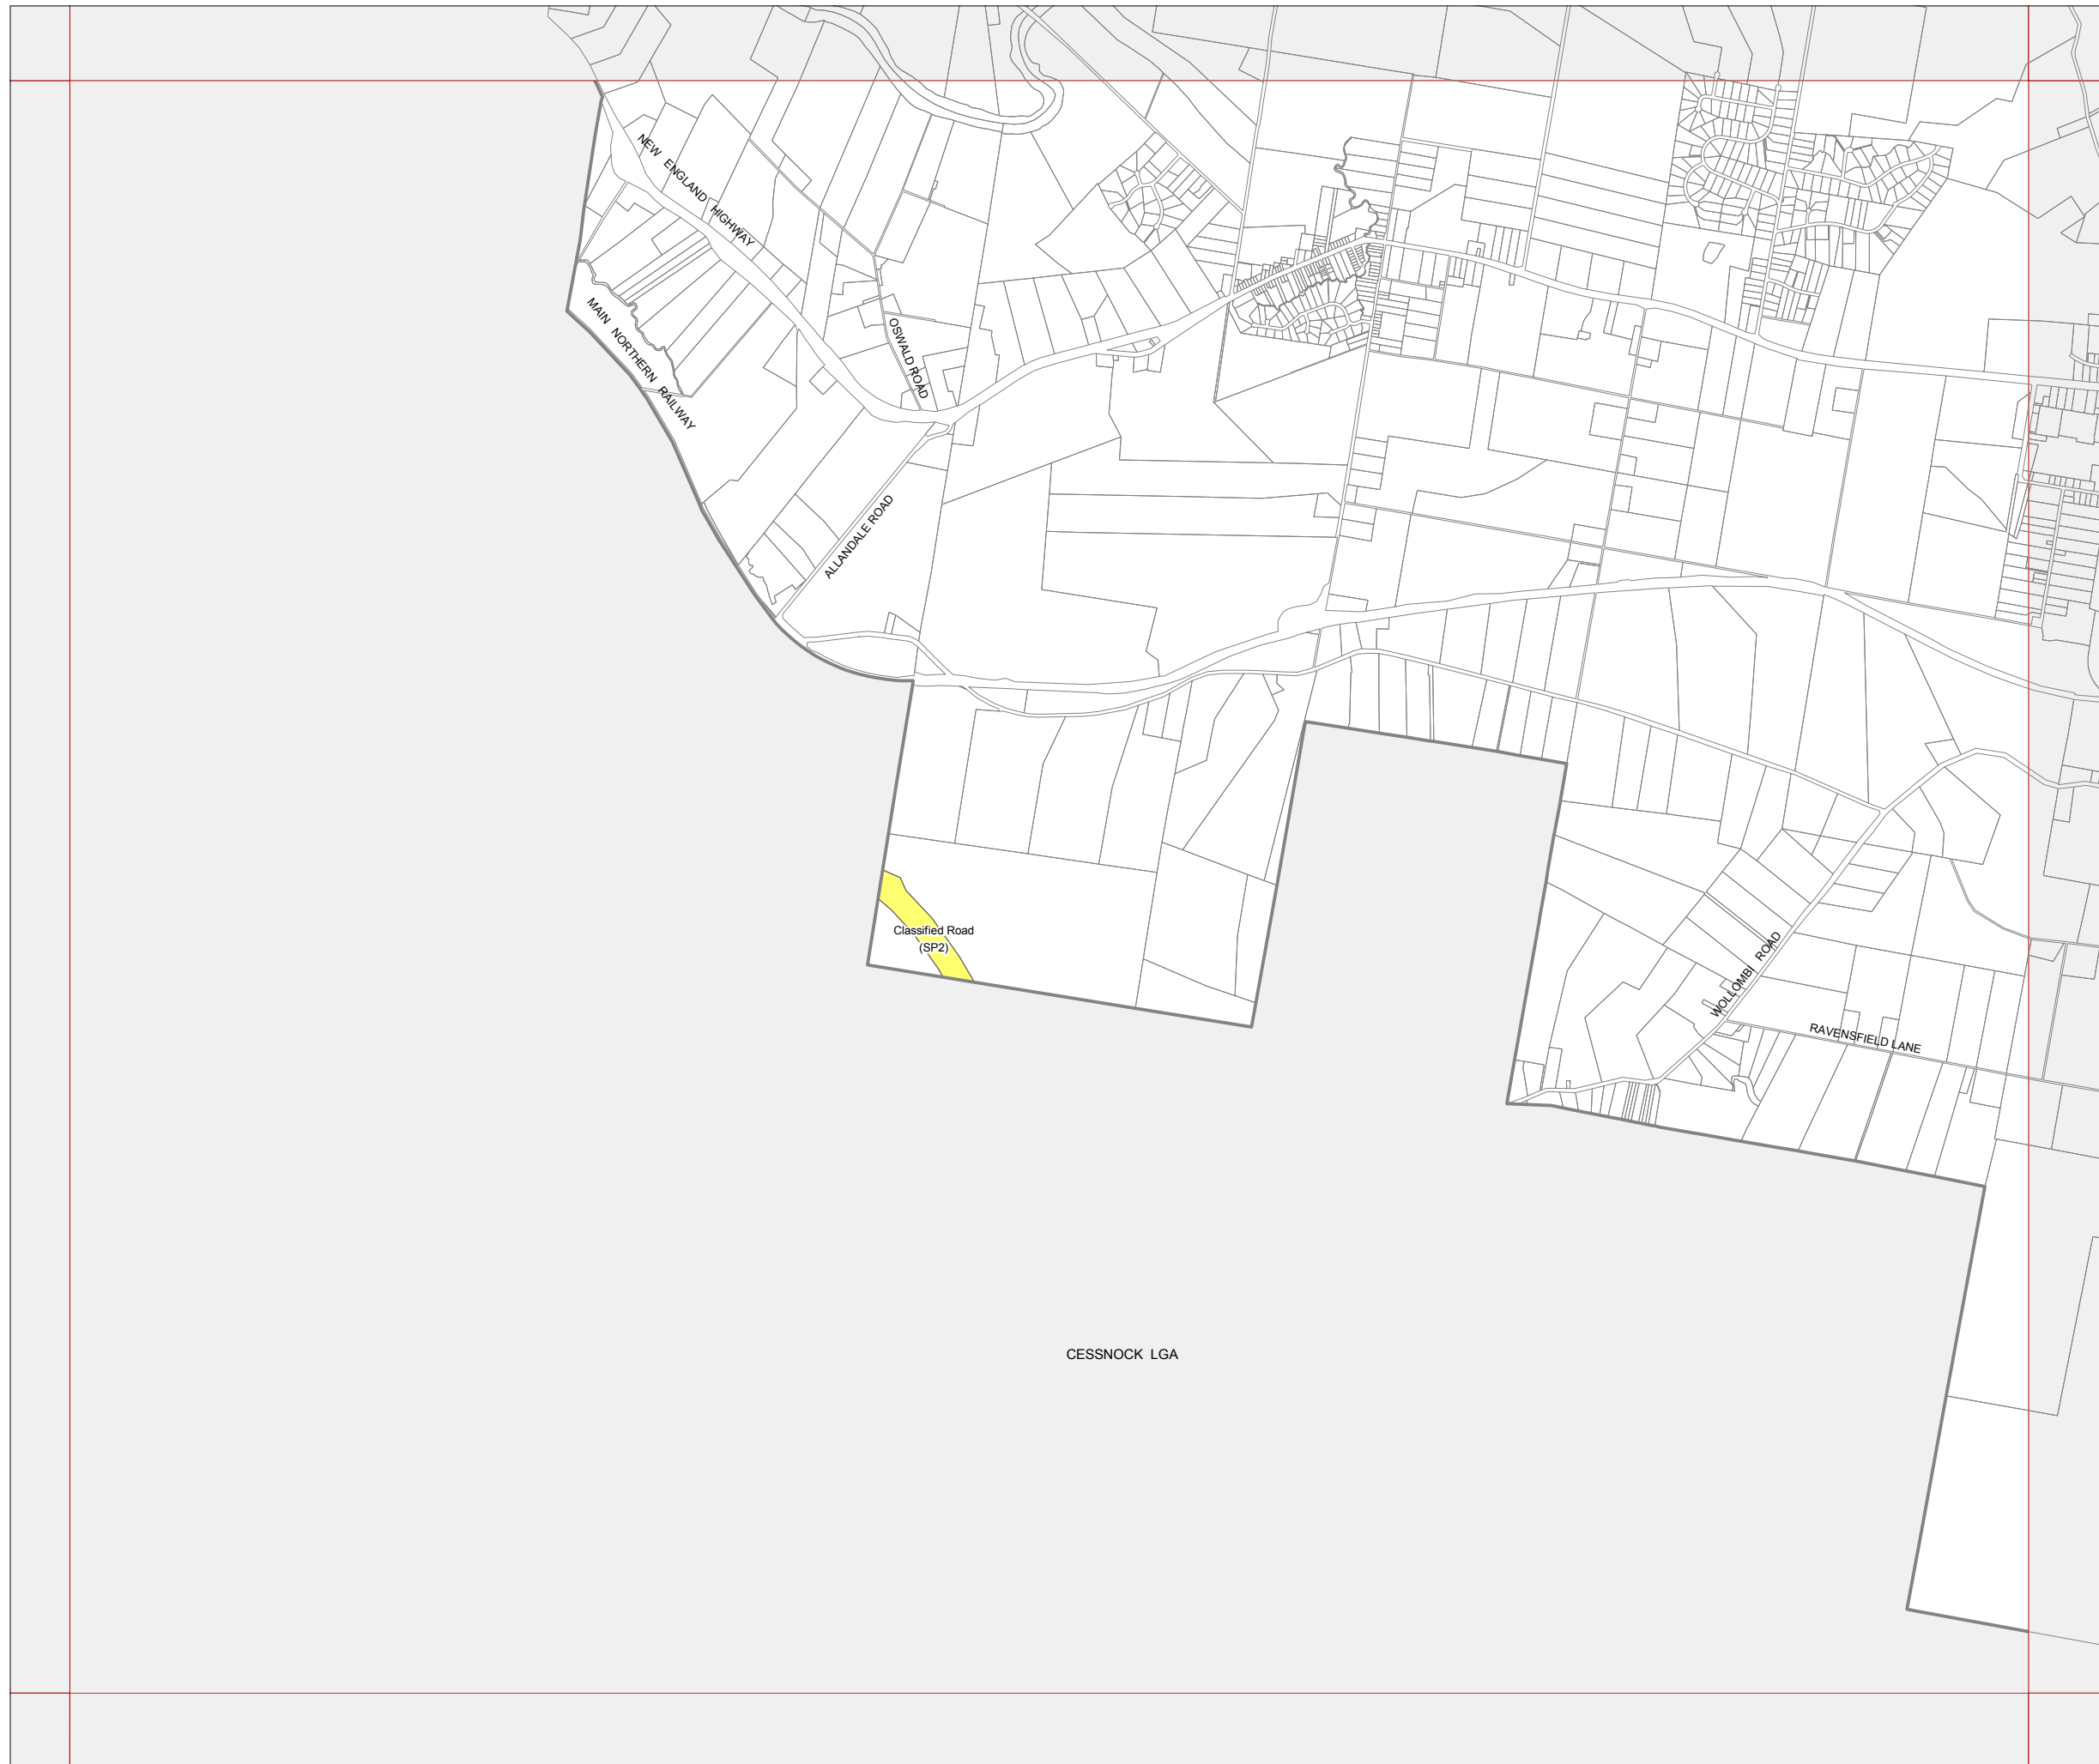 NEW ENGLAND HIGHWAY
MAIN NORTHERN RAILWAY
OSWALD ROAD
ALLANDALE ROAD
Classified Road
(SP2)
WOLLOMBI ROAD
RAVENSFIELD LANE
CESSNOCK LGA